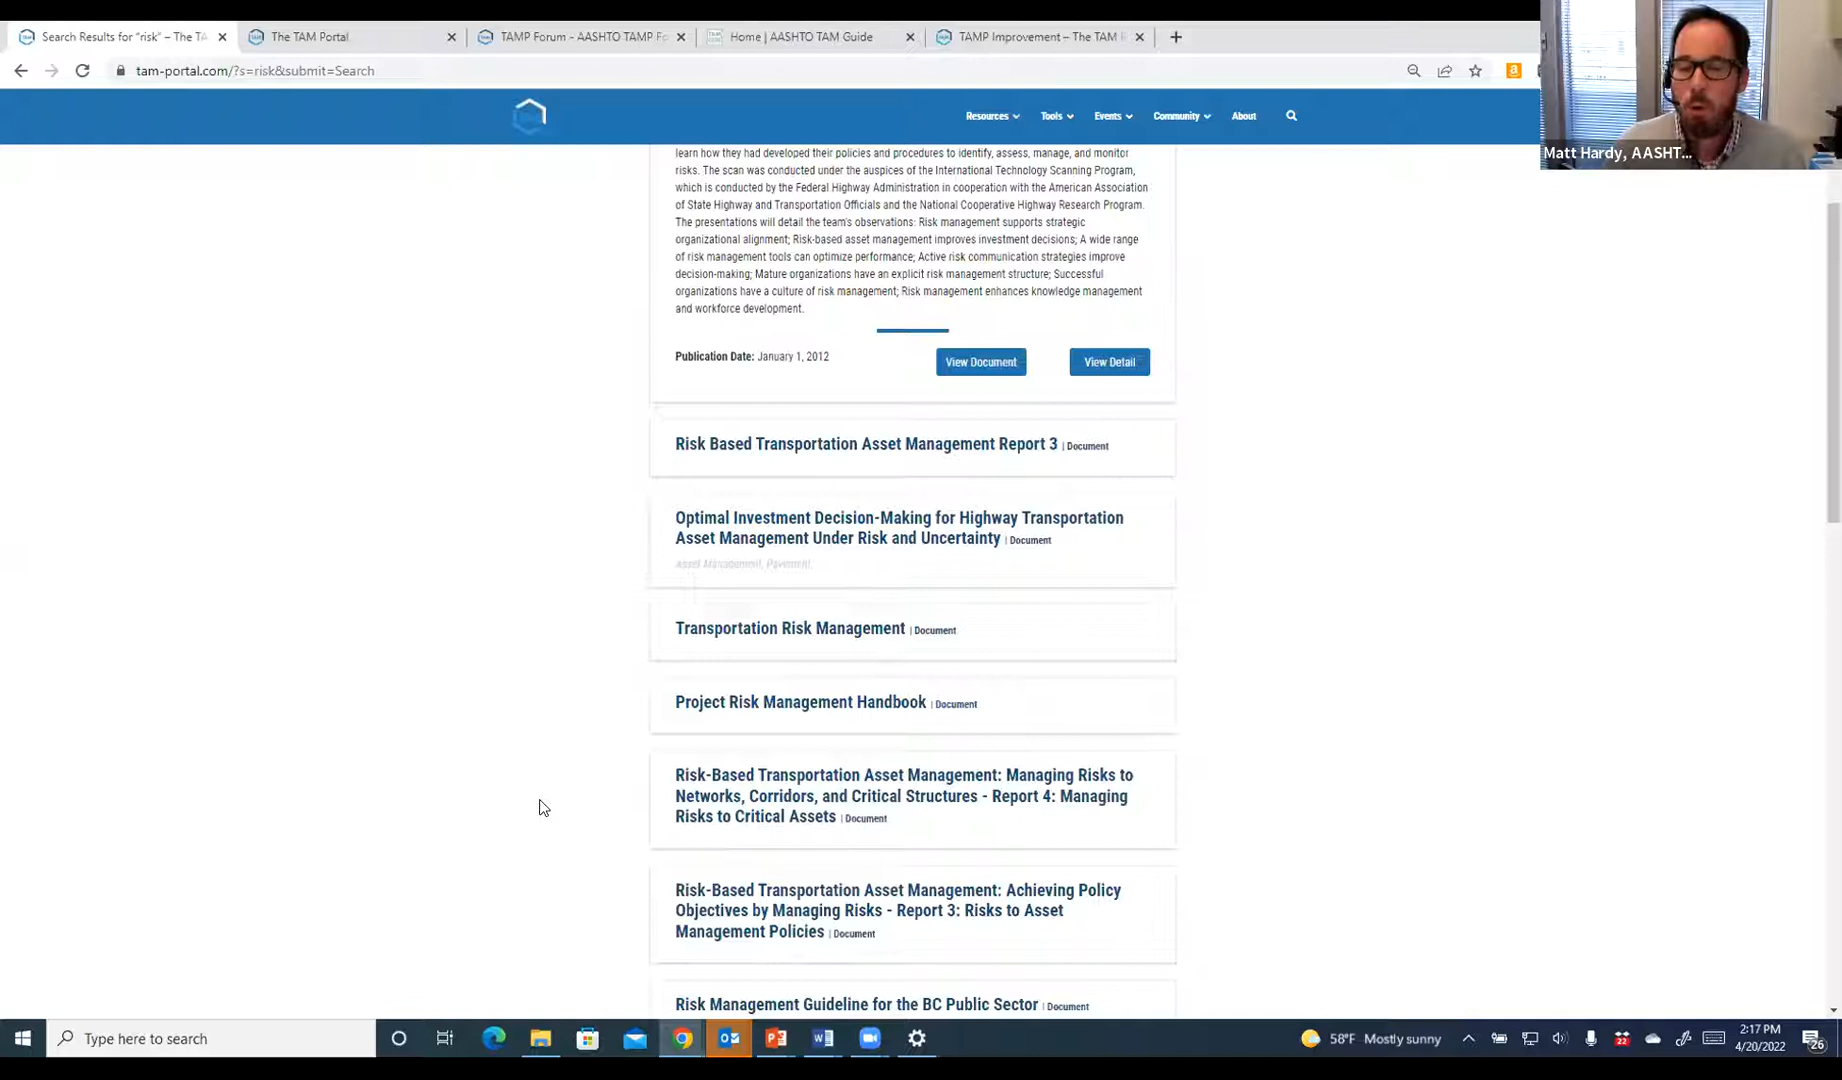 Search Results for "risk" – The TA
The TAM Portal
TAMP Forum - AASHTO TAMP Fo
Home | AASHTO TAM Guide
TAMP Improvement – The TAM P
tam-portal.com/?s=risk&submit=Search
Resources
Tools
Events
Community
About
Matt Hardy, AASHT...
learn how they had developed their policies and procedures to identify, assess, manage, and monitor
risks. The scan was conducted under the auspices of the International Technology Scanning Program,
which is conducted by the Federal Highway Administration in cooperation with the American Association
of State Highway and Transportation Officials and the National Cooperative Highway Research Program.
The presentations will detail the team's observations: Risk management supports strategic
organizational alignment; Risk-based asset management improves investment decisions; A wide range
of risk management tools can optimize performance; Active risk communication strategies improve
decision-making; Mature organizations have an explicit risk management structure; Successful
organizations have a culture of risk management; Risk management enhances knowledge management
and workforce development.
Publication Date: January 1, 2012
View Document
View Detail
Risk Based Transportation Asset Management Report 3 | Document
Optimal Investment Decision-Making for Highway Transportation
Asset Management Under Risk and Uncertainty | Document
Asset Management, Pavement,
Transportation Risk Management | Document
Project Risk Management Handbook | Document
Risk-Based Transportation Asset Management: Managing Risks to
Networks, Corridors, and Critical Structures - Report 4: Managing
Risks to Critical Assets | Document
Risk-Based Transportation Asset Management: Achieving Policy
Objectives by Managing Risks - Report 3: Risks to Asset
Management Policies | Document
Risk Management Guideline for the BC Public Sector | Document
Type here to search
58°F Mostly sunny
22
2:17 PM
4/20/2022
26